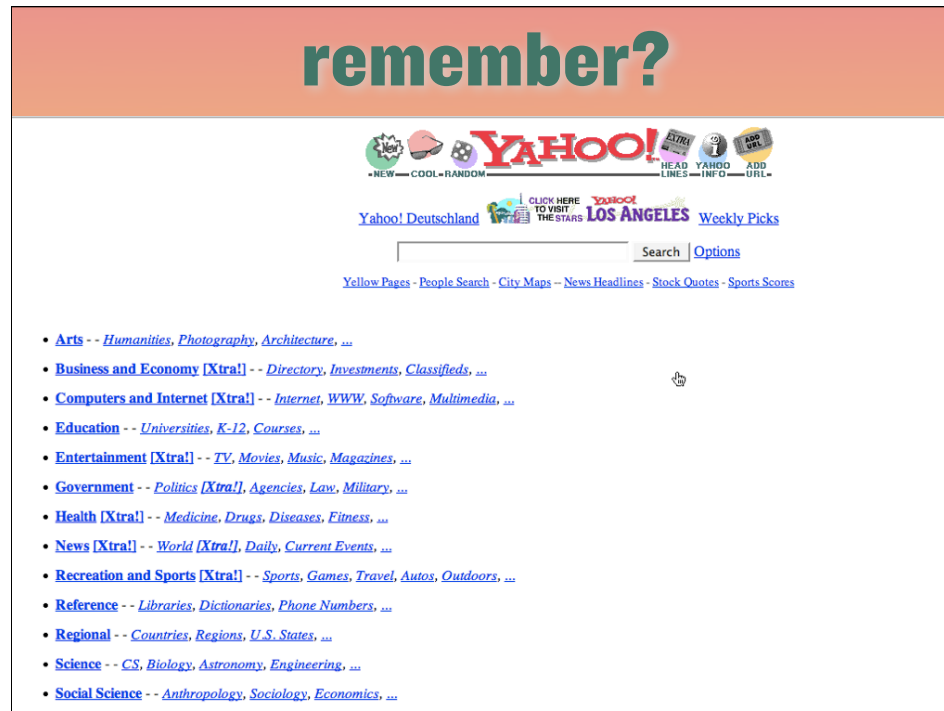 remember?
New EXTRA i ADD URL
YAHOO!
NEW COOL RANDOM HEAD LINES YAHOO INFO ADD URL
Yahoo! Deutschland CLICK HERE TO VISIT THE STARS YAHOO! LOS ANGELES Weekly Picks
Search Options
Yellow Pages - People Search - City Maps -- News Headlines - Stock Quotes - Sports Scores
• Arts - - Humanities, Photography, Architecture, ...
• Business and Economy [Xtra!] - - Directory, Investments, Classifieds, ...
• Computers and Internet [Xtra!] - - Internet, WWW, Software, Multimedia, ...
• Education - - Universities, K-12, Courses, ...
• Entertainment [Xtra!] - - TV, Movies, Music, Magazines, ...
• Government - - Politics [Xtra!], Agencies, Law, Military, ...
• Health [Xtra!] - - Medicine, Drugs, Diseases, Fitness, ...
• News [Xtra!] - - World [Xtra!], Daily, Current Events, ...
• Recreation and Sports [Xtra!] - - Sports, Games, Travel, Autos, Outdoors, ...
• Reference - - Libraries, Dictionaries, Phone Numbers, ...
• Regional - - Countries, Regions, U.S. States, ...
• Science - - CS, Biology, Astronomy, Engineering, ...
• Social Science - - Anthropology, Sociology, Economics, ...